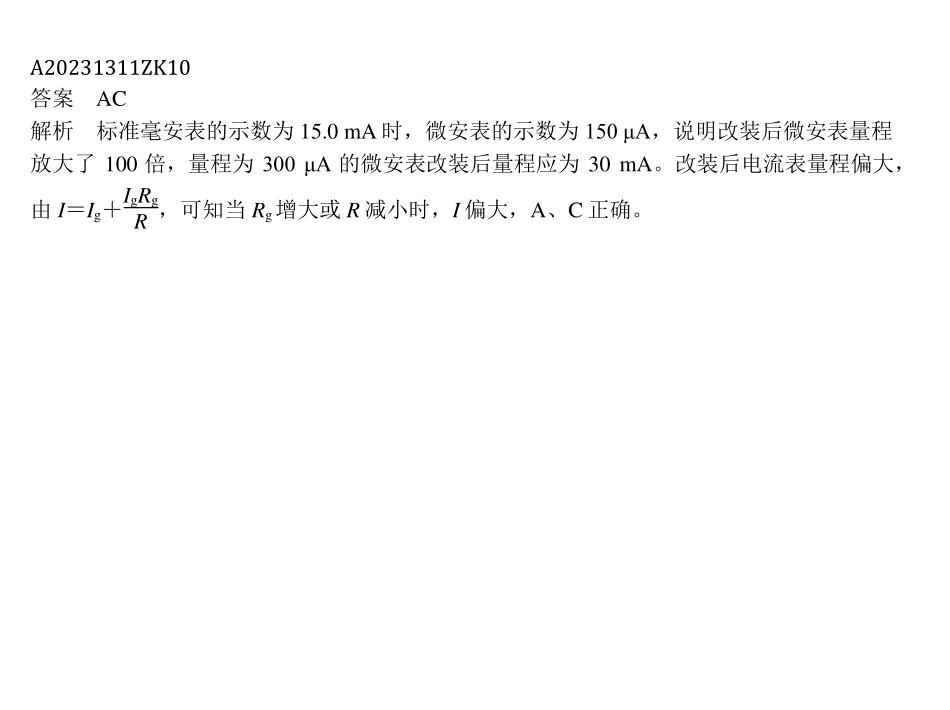 A20231311ZK10
答案　AC
解析　标准毫安表的示数为 15.0 mA 时，微安表的示数为 150 μA，说明改装后微安表量程
放大了 100 倍，量程为 300 μA 的微安表改装后量程应为 30 mA。改装后电流表量程偏大，
由 I＝Ig＋IgRg/R，可知当 Rg 增大或 R 减小时，I 偏大，A、C 正确。